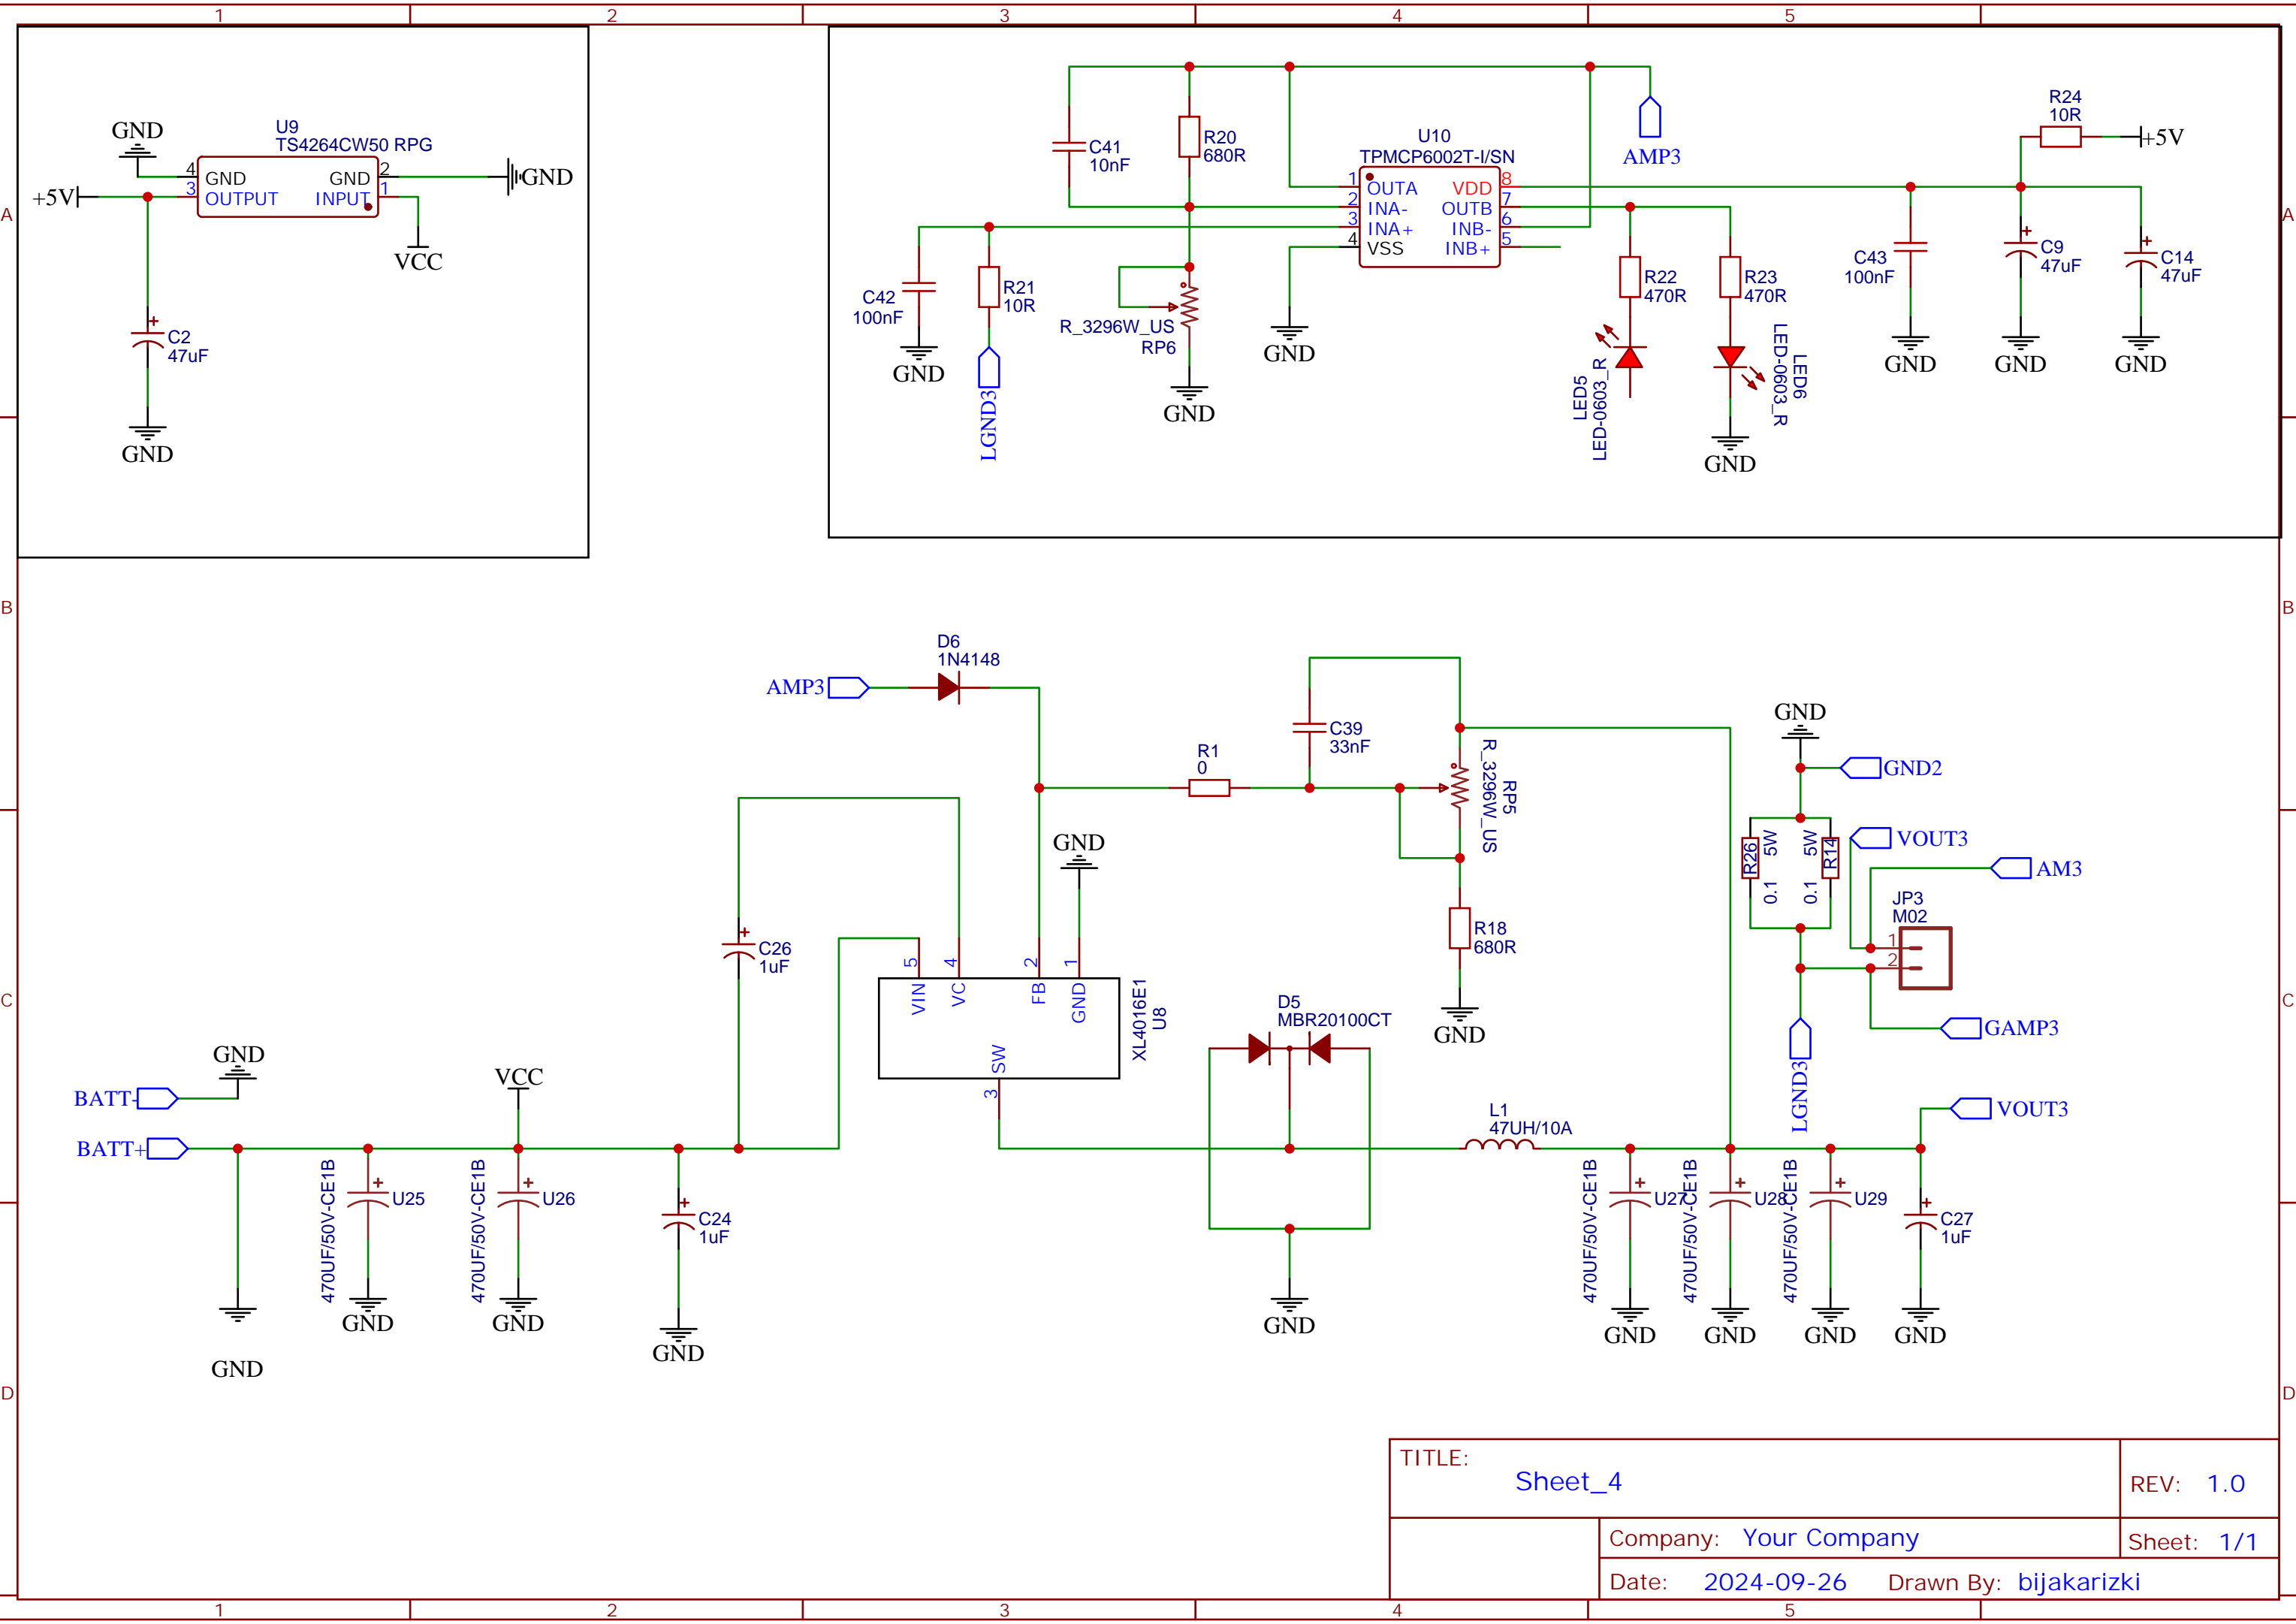 1 2 3 4 5
A
A
GND
U9
TS4264CW50 RPG
4 GND GND 2
3 OUTPUT INPUT 1
+5V
GND
VCC
C2
47uF
GND
C41
10nF
R20
680R
U10
TPMCP6002T-I/SN
1 OUTA VDD 8
2 INA- OUTB 7
3 INA+ INB- 6
4 VSS INB+ 5
AMP3
R24
10R
+5V
C42
100nF
GND
R21
10R
LGND3
R_3296W_US
RP6
GND
GND
R22
470R
R23
470R
LED5
LED-0603_R
LED6
LED-0603_R
GND
C43
100nF
GND
C9
47uF
GND
C14
47uF
GND
B
B
D6
1N4148
AMP3
R1
0
C39
33nF
RP5
R_3296W_US
R18
680R
GND
GND
GND2
R26
5W
0.1
5W
0.1
R14
VOUT3
AM3
JP3
M02
1
2
GAMP3
LGND3
VOUT3
C
C
C26
1uF
GND
5 4 2 1
VIN VC FB GND
SW
3
XL4016E1
U8
D5
MBR20100CT
GND
L1
47UH/10A
GND
BATT-
BATT+
VCC
GND
470UF/50V-CE1B
U25
GND
470UF/50V-CE1B
U26
GND
C24
1uF
GND
470UF/50V-CE1B
U27
GND
470UF/50V-CE1B
U28
GND
470UF/50V-CE1B
U29
GND
C27
1uF
GND
D
D
TITLE:
Sheet_4
REV: 1.0
Company: Your Company
Sheet: 1/1
Date: 2024-09-26 Drawn By: bijakarizki
1 2 3 4 5